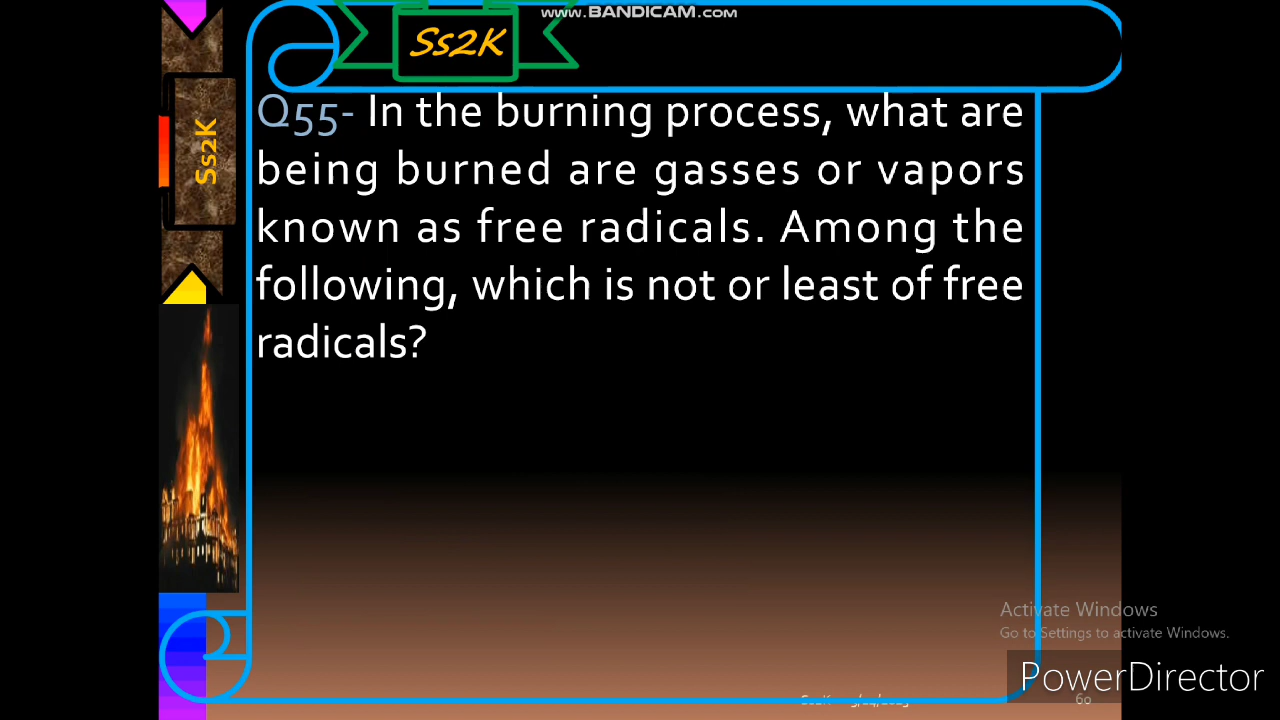 www.BANDICAM.com
Ss2K
Ss2K
Q55- In the burning process, what are
being burned are gasses or vapors
known as free radicals. Among the
following, which is not or least of free
radicals?
Activate Windows
Go to Settings to activate Windows.
PowerDirector
Ss2K
60